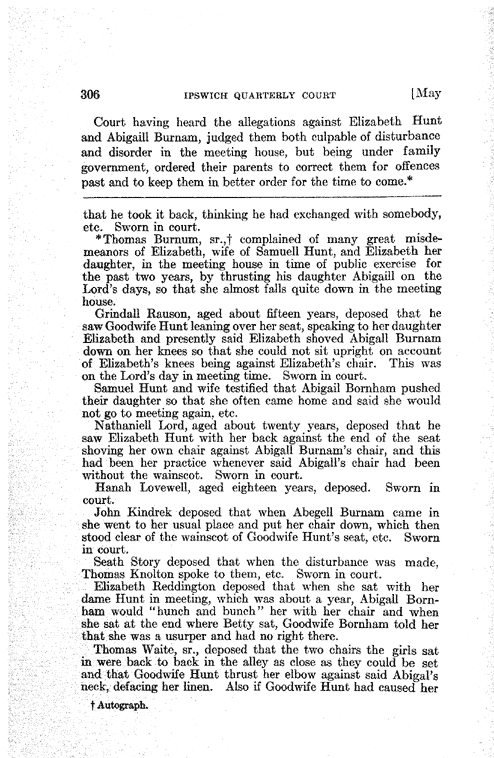 306 IPSWICH QUARTERLY COURT [May
Court having heard the allegations against Elizabeth Hunt
and Abigaill Burnam, judged them both culpable of disturbance
and disorder in the meeting house, but being under family
government, ordered their parents to correct them for offences
past and to keep them in better order for the time to come.*
that he took it back, thinking he had exchanged with somebody,
etc. Sworn in court.
*Thomas Burnum, sr.,† complained of many great misde-
meanors of Elizabeth, wife of Samuell Hunt, and Elizabeth her
daughter, in the meeting house in time of public exercise for
the past two years, by thrusting his daughter Abigaill on the
Lord's days, so that she almost falls quite down in the meeting
house.
Grindall Rauson, aged about fifteen years, deposed that he
saw Goodwife Hunt leaning over her seat, speaking to her daughter
Elizabeth and presently said Elizabeth shoved Abigall Burnam
down on her knees so that she could not sit upright on account
of Elizabeth's knees being against Elizabeth's chair. This was
on the Lord's day in meeting time. Sworn in court.
Samuel Hunt and wife testified that Abigail Bornham pushed
their daughter so that she often came home and said she would
not go to meeting again, etc.
Nathaniell Lord, aged about twenty years, deposed that he
saw Elizabeth Hunt with her back against the end of the seat
shoving her own chair against Abigall Burnam's chair, and this
had been her practice whenever said Abigall's chair had been
without the wainscot. Sworn in court.
Hanah Lovewell, aged eighteen years, deposed. Sworn in
court.
John Kindrek deposed that when Abegell Burnam came in
she went to her usual place and put her chair down, which then
stood clear of the wainscot of Goodwife Hunt's seat, etc. Sworn
in court.
Seath Story deposed that when the disturbance was made,
Thomas Knolton spoke to them, etc. Sworn in court.
Elizabeth Reddington deposed that when she sat with her
dame Hunt in meeting, which was about a year, Abigall Born-
ham would "hunch and bunch" her with her chair and when
she sat at the end where Betty sat, Goodwife Bornham told her
that she was a usurper and had no right there.
Thomas Waite, sr., deposed that the two chairs the girls sat
in were back to back in the alley as close as they could be set
and that Goodwife Hunt thrust her elbow against said Abigal's
neck, defacing her linen. Also if Goodwife Hunt had caused her
† Autograph.